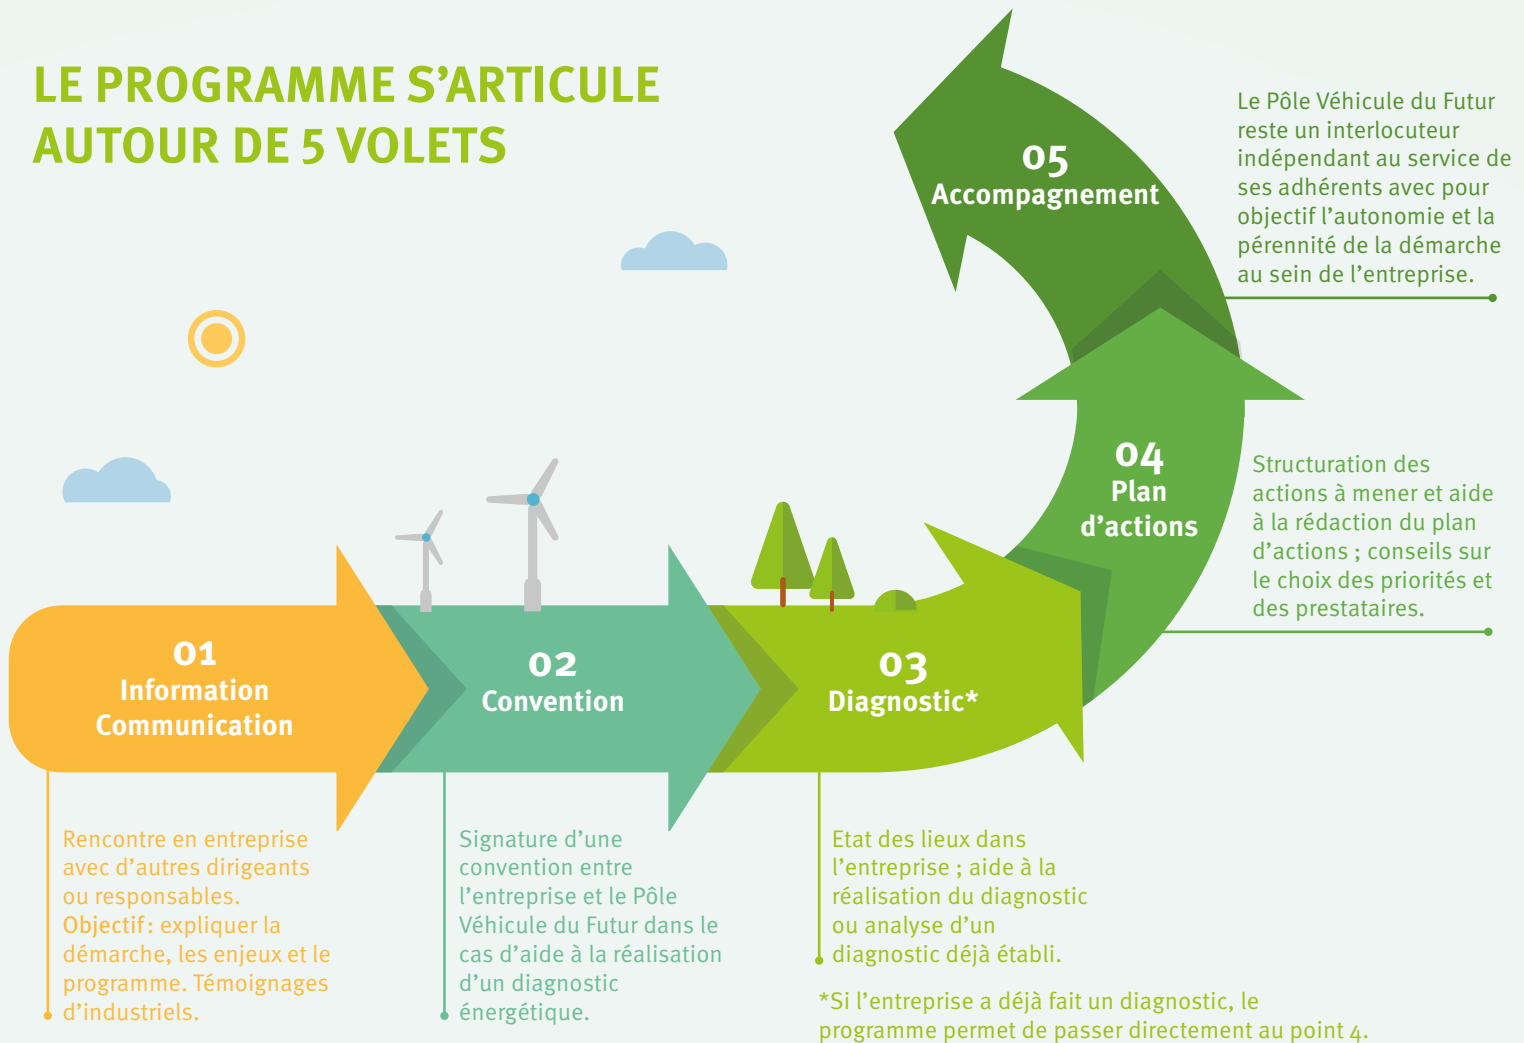 LE PROGRAMME S’ARTICULE
AUTOUR DE 5 VOLETS
01
Information
Communication
Rencontre en entreprise
avec d’autres dirigeants
ou responsables.
Objectif : expliquer la
démarche, les enjeux et le
programme. Témoignages
d’industriels.
02
Convention
Signature d’une
convention entre
l’entreprise et le Pôle
Véhicule du Futur dans le
cas d’aide à la réalisation
d’un diagnostic
énergétique.
03
Diagnostic*
Etat des lieux dans
l’entreprise ; aide à la
réalisation du diagnostic
ou analyse d’un
diagnostic déjà établi.
*Si l’entreprise a déjà fait un diagnostic, le
programme permet de passer directement au point 4.
04
Plan
d’actions
Structuration des
actions à mener et aide
à la rédaction du plan
d’actions ; conseils sur
le choix des priorités et
des prestataires.
05
Accompagnement
Le Pôle Véhicule du Futur
reste un interlocuteur
indépendant au service de
ses adhérents avec pour
objectif l’autonomie et la
pérennité de la démarche
au sein de l’entreprise.